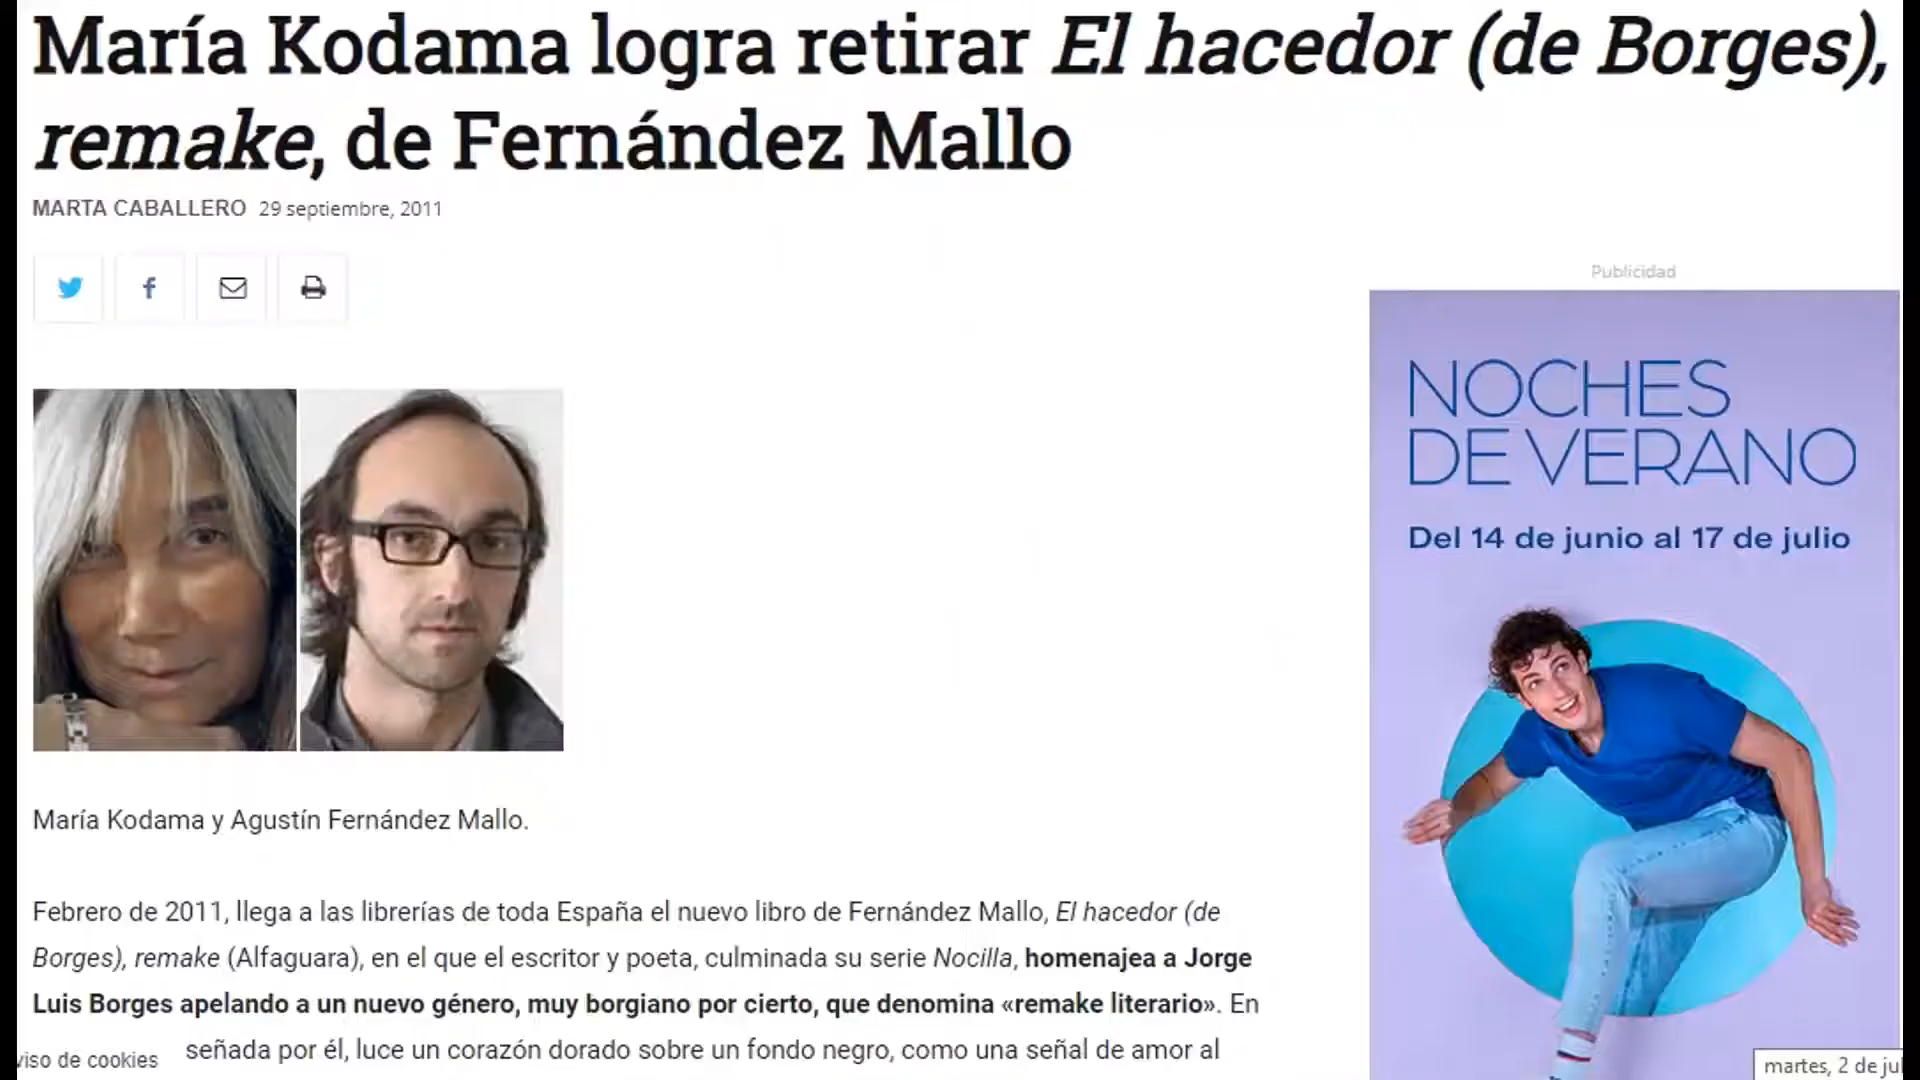 María Kodama logra retirar El hacedor (de Borges),
remake, de Fernández Mallo
MARTA CABALLERO 29 septiembre, 2011
Publicidad
NOCHES
DE VERANO
Del 14 de junio al 17 de julio
María Kodama y Agustín Fernández Mallo.
Febrero de 2011, llega a las librerías de toda España el nuevo libro de Fernández Mallo, El hacedor (de
Borges), remake (Alfaguara), en el que el escritor y poeta, culminada su serie Nocilla, homenajea a Jorge
Luis Borges apelando a un nuevo género, muy borgiano por cierto, que denomina «remake literario». En
señada por él, luce un corazón dorado sobre un fondo negro, como una señal de amor al
viso de cookies
martes, 2 de jul